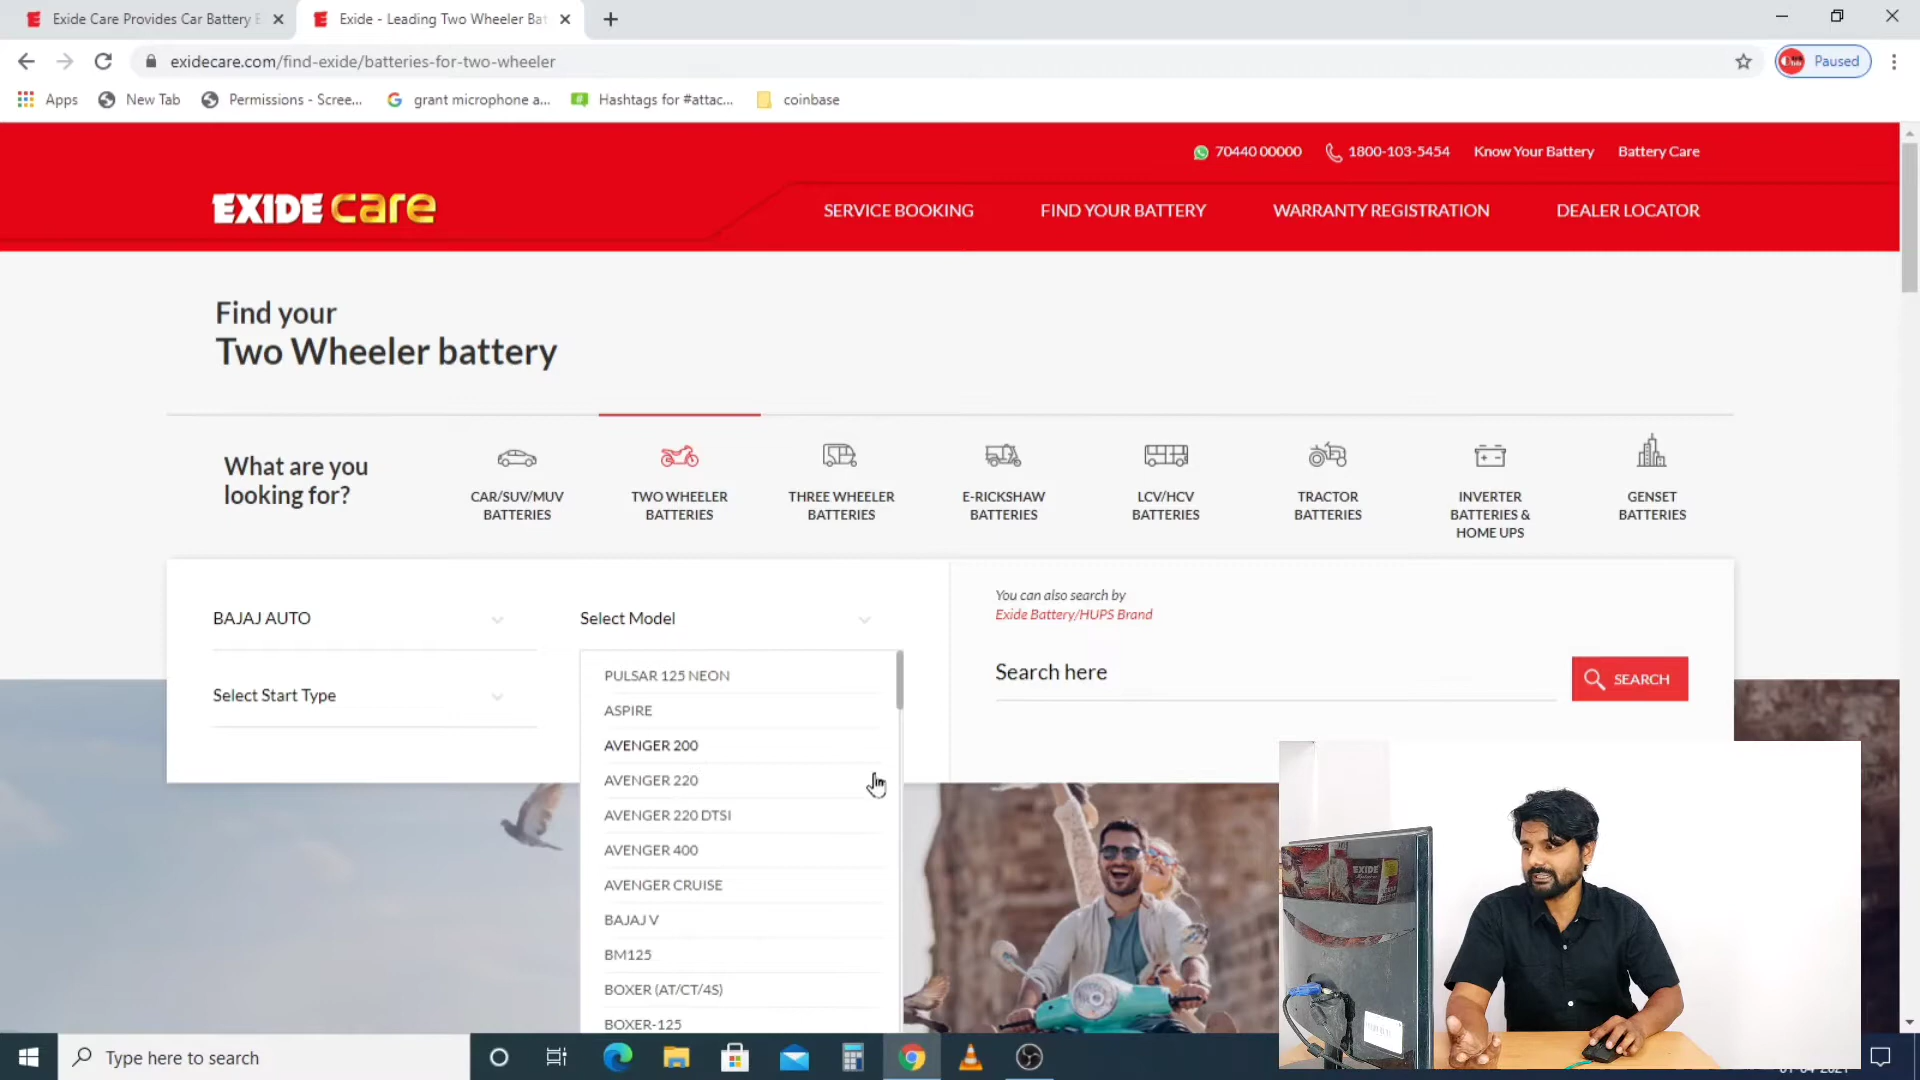 Exide Care Provides Car Battery E
Exide - Leading Two Wheeler Bat
exidecare.com/find-exide/batteries-for-two-wheeler
Paused
Apps
New Tab
Permissions - Scree...
grant microphone a...
Hashtags for #attac...
coinbase
70440 00000
1800-103-5454
Know Your Battery
Battery Care
EXIDE care
SERVICE BOOKING
FIND YOUR BATTERY
WARRANTY REGISTRATION
DEALER LOCATOR
Find your
Two Wheeler battery
What are you
looking for?
CAR/SUV/MUV
BATTERIES
TWO WHEELER
BATTERIES
THREE WHEELER
BATTERIES
E-RICKSHAW
BATTERIES
LCV/HCV
BATTERIES
TRACTOR
BATTERIES
INVERTER
BATTERIES &
HOME UPS
GENSET
BATTERIES
BAJAJ AUTO
Select Model
Select Start Type
PULSAR 125 NEON
ASPIRE
AVENGER 200
AVENGER 220
AVENGER 220 DTSI
AVENGER 400
AVENGER CRUISE
BAJAJ V
BM125
BOXER (AT/CT/4S)
BOXER-125
You can also search by
Exide Battery/HUPS Brand
Search here
SEARCH
EXIDE
Type here to search